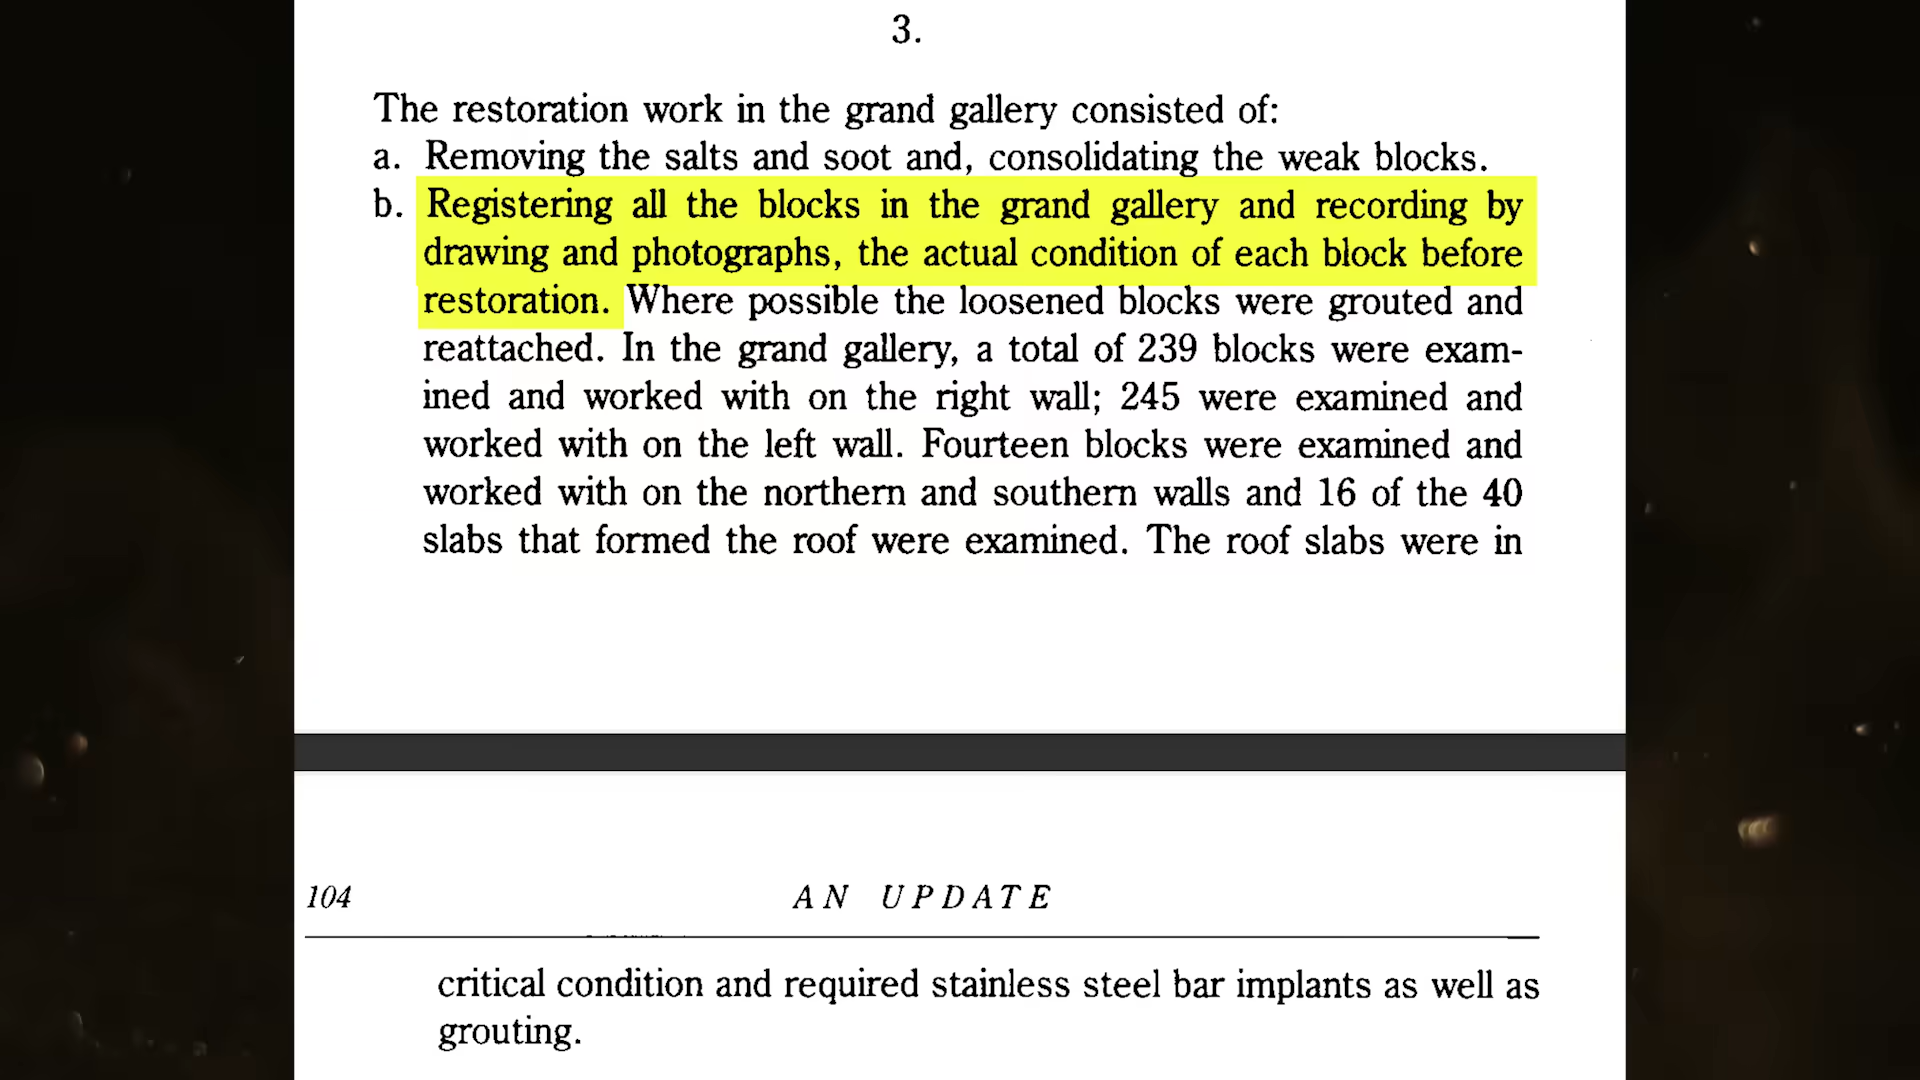 3.
The restoration work in the grand gallery consisted of:
a. Removing the salts and soot and, consolidating the weak blocks.
b. Registering all the blocks in the grand gallery and recording by
drawing and photographs, the actual condition of each block before
restoration. Where possible the loosened blocks were grouted and
reattached. In the grand gallery, a total of 239 blocks were exam-
ined and worked with on the right wall; 245 were examined and
worked with on the left wall. Fourteen blocks were examined and
worked with on the northern and southern walls and 16 of the 40
slabs that formed the roof were examined. The roof slabs were in
104 AN UPDATE
critical condition and required stainless steel bar implants as well as
grouting.